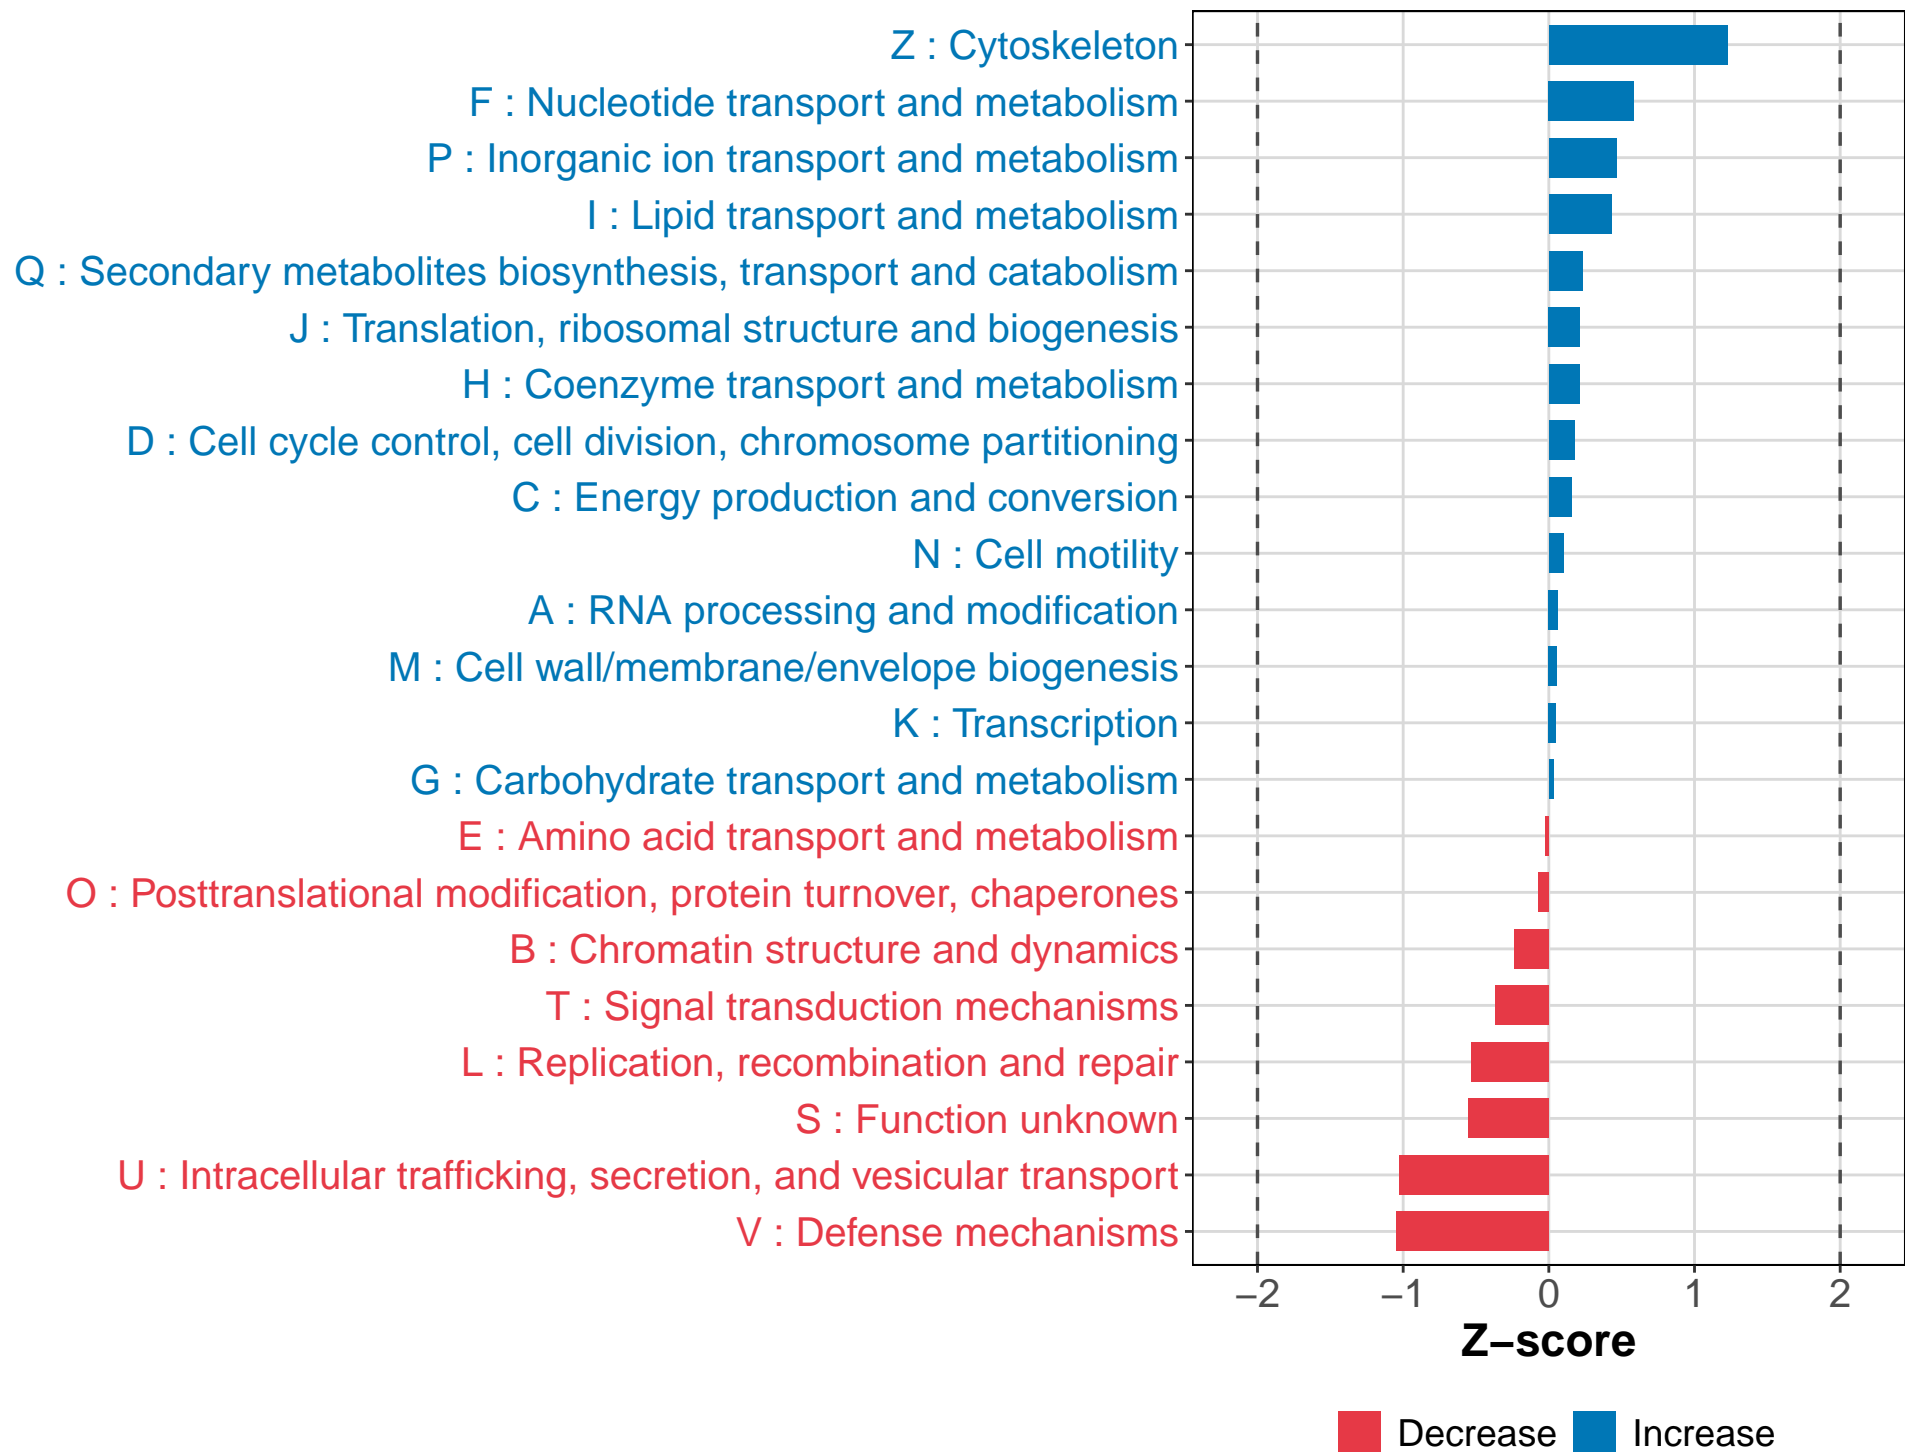 Z : Cytoskeleton
F : Nucleotide transport and metabolism
P : Inorganic ion transport and metabolism
I : Lipid transport and metabolism
Q : Secondary metabolites biosynthesis, transport and catabolism
J : Translation, ribosomal structure and biogenesis
H : Coenzyme transport and metabolism
D : Cell cycle control, cell division, chromosome partitioning
C : Energy production and conversion
N : Cell motility
A : RNA processing and modification
M : Cell wall/membrane/envelope biogenesis
K : Transcription
G : Carbohydrate transport and metabolism
E : Amino acid transport and metabolism
O : Posttranslational modification, protein turnover, chaperones
B : Chromatin structure and dynamics
T : Signal transduction mechanisms
L : Replication, recombination and repair
S : Function unknown
U : Intracellular trafficking, secretion, and vesicular transport
V : Defense mechanisms
−2 −1 0 1 2
Z−score
Decrease Increase